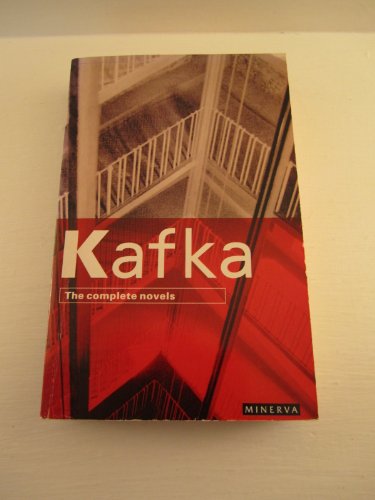 Kafka
The complete novels
MINERVA